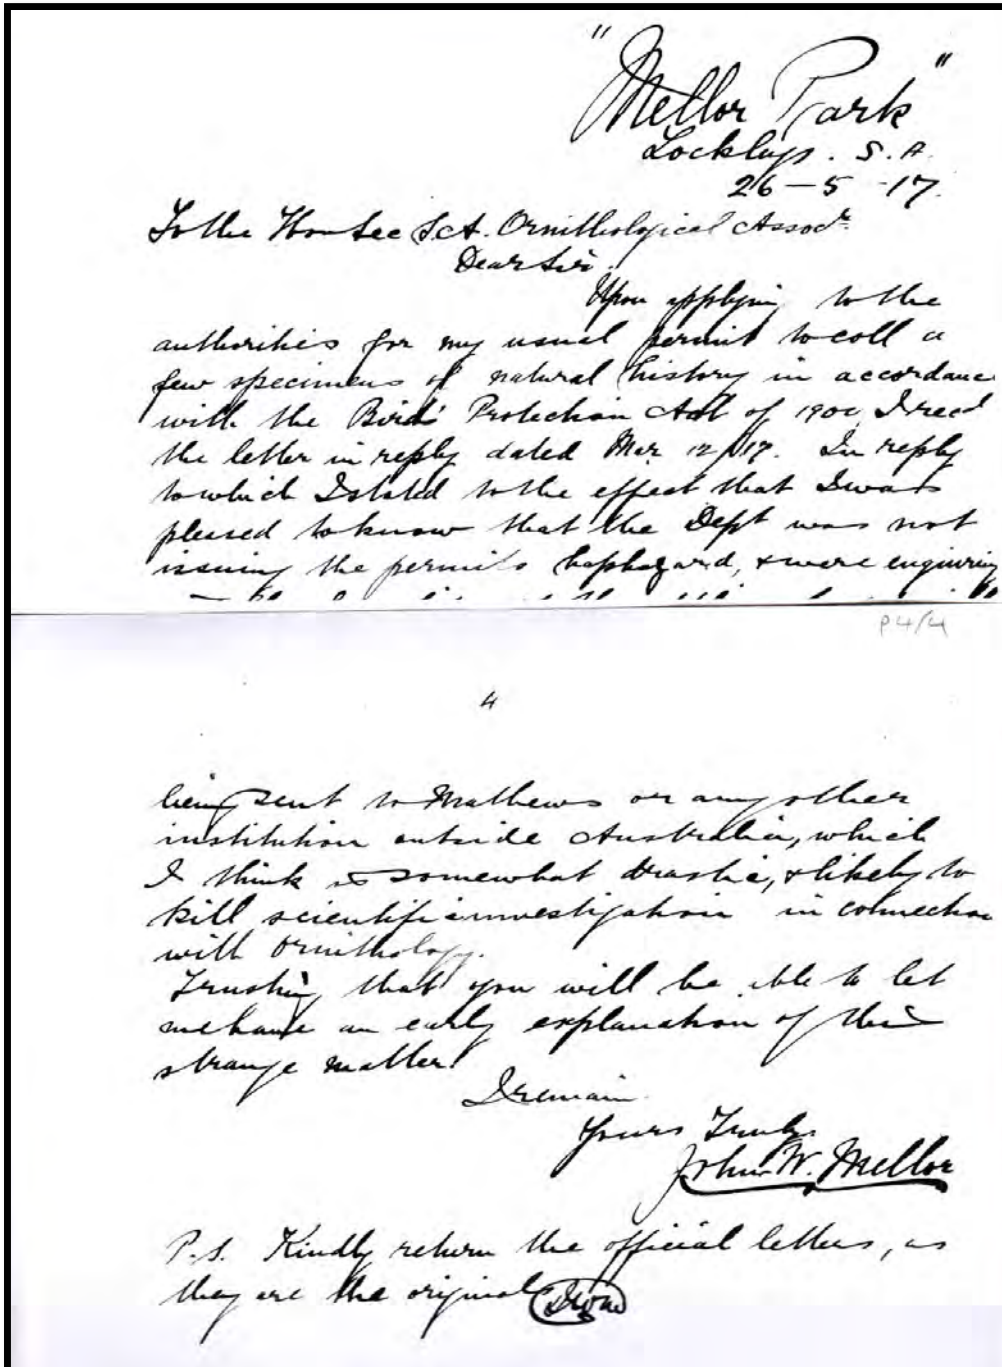 "Mellor Park"
Lockleys. S.A.
26-5-17.
To the Hon Sec S.A. Ornithological Assocn.
Dear Sir.
Upon applying to the
authorities for my usual permit to coll a
few specimens of natural history in accordance
with the Birds' Protection Act of 1900, I recd
the letter in reply dated Mar 12/17. In reply
to which I stated to the effect that I was
pleased to know that the Dept was not
issuing the permits haphazard, & were enquiring
P4/4
4
being sent to Mathews or any other
institution outside Australia, which
I think is somewhat drastic, & likely to
kill scientific investigation in connection
with Ornithology.
Trusting that you will be able to let
me have an early explanation of this
strange matter.
I remain.
Yours Truly.
John W. Mellor
P.S. Kindly return the official letters, as
they are the original